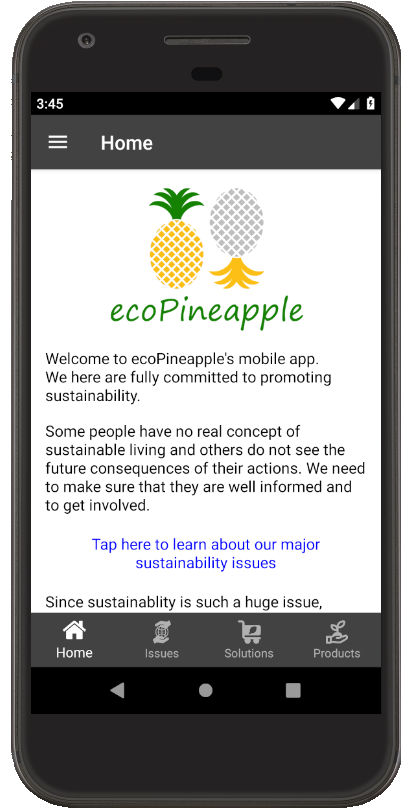 3:45
Home
ecoPineapple
Welcome to ecoPineapple's mobile app.
We here are fully committed to promoting
sustainability.
Some people have no real concept of
sustainable living and others do not see the
future consequences of their actions. We need
to make sure that they are well informed and
to get involved.
Tap here to learn about our major
sustainability issues
Since sustainablity is such a huge issue,
Home Issues Solutions Products